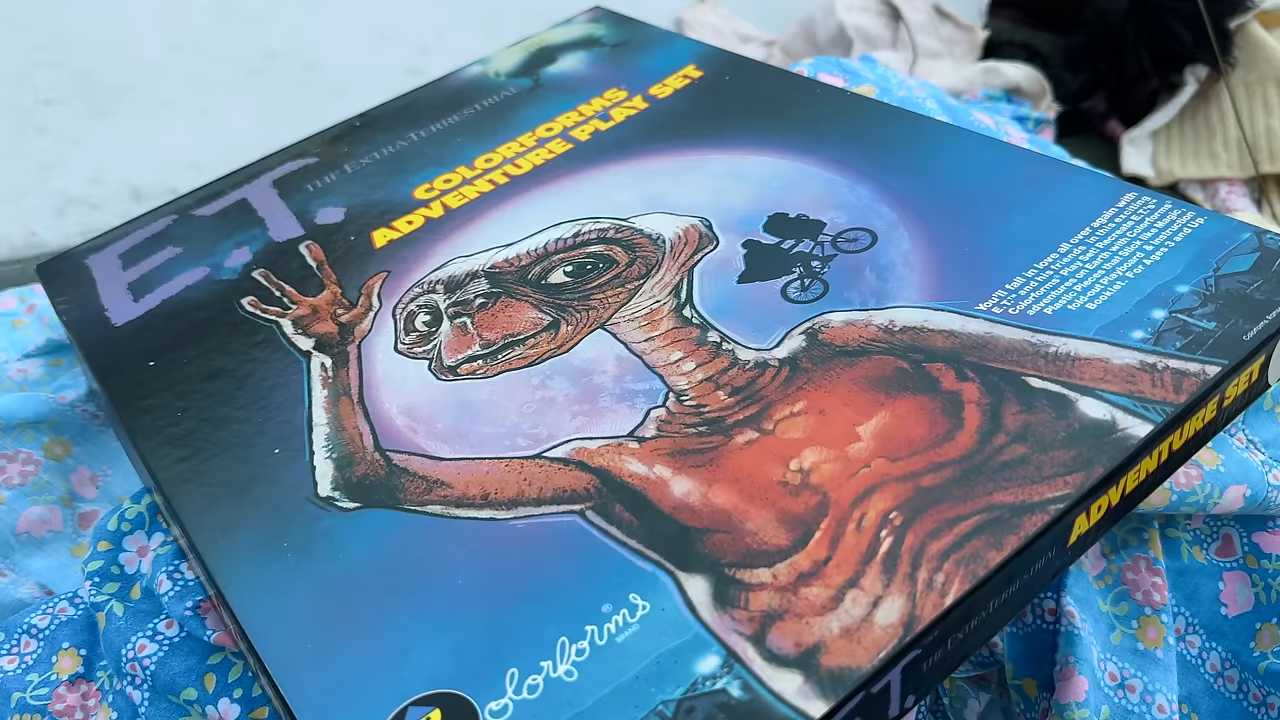 E.T.
THE EXTRA-TERRESTRIAL
COLORFORMS®
ADVENTURE PLAY SET
You'll fall in love all over again with
E.T.™ and his friends in this exciting
Colorforms® Play Set! Recreate E.T.'s™
adventures on Earth with Colorforms®
Plastic Pieces that Stick like Magic,
fold-out Playboard & Instruction
Booklet. For Ages 3 and Up.
olorforms®
BRAND
E.T.
THE EXTRA-TERRESTRIAL
ADVENTURE SET